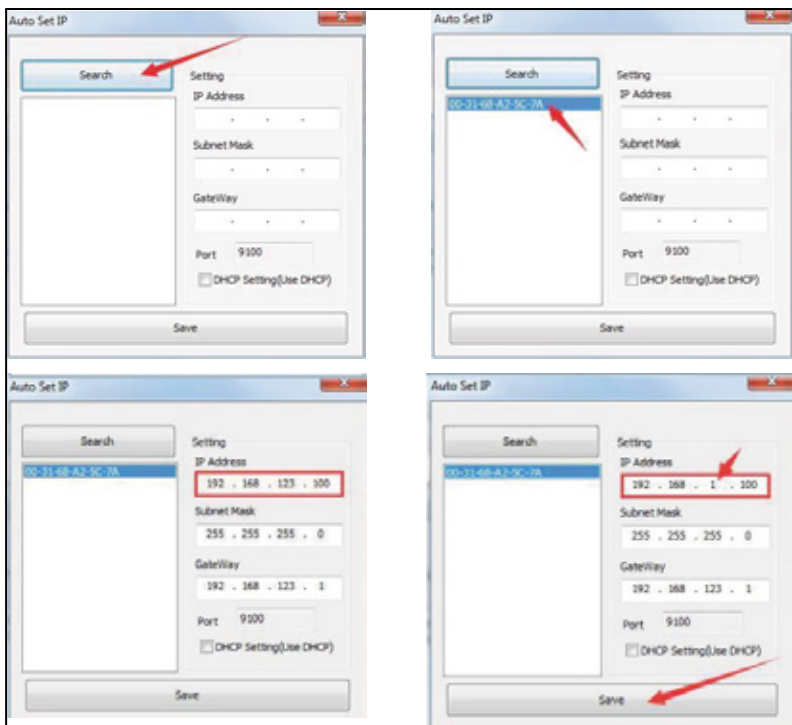 Auto Set IP
X
Search
Setting
IP Address
. . .
Subnet Mask
. . .
GateWay
. . .
Port 9100
DHCP Setting(Use DHCP)
Save
Auto Set IP
X
Search
00-31-6B-A2-5C-7A
Setting
IP Address
. . .
Subnet Mask
. . .
GateWay
. . .
Port 9100
DHCP Setting(Use DHCP)
Save
Auto Set IP
X
Search
00-31-6B-A2-5C-7A
Setting
IP Address
192 . 168 . 123 . 100
Subnet Mask
255 . 255 . 255 . 0
GateWay
192 . 168 . 123 . 1
Port 9100
DHCP Setting(Use DHCP)
Save
Auto Set IP
X
Search
00-31-6B-A2-5C-7A
Setting
IP Address
192 . 168 . 1 . 100
Subnet Mask
255 . 255 . 255 . 0
GateWay
192 . 168 . 123 . 1
Port 9100
DHCP Setting(Use DHCP)
Save